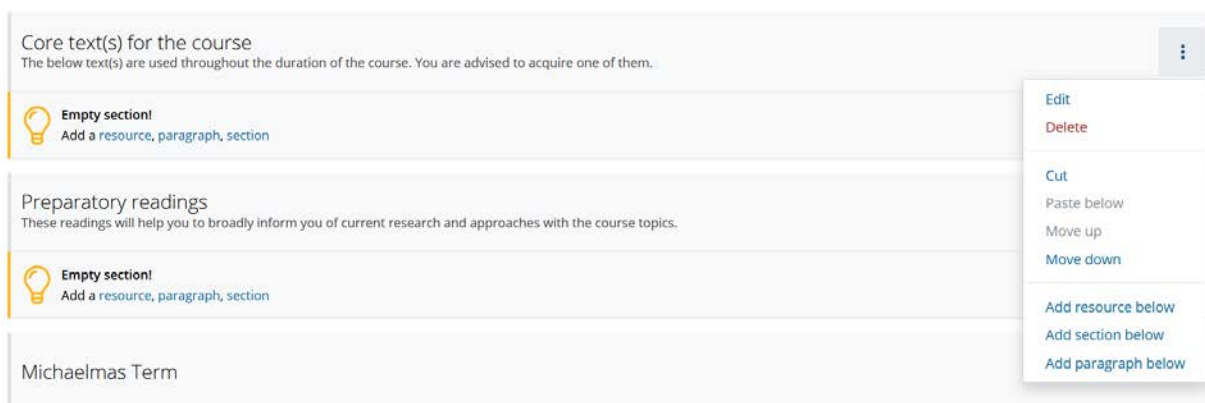 Core text(s) for the course
The below text(s) are used throughout the duration of the course. You are advised to acquire one of them.
Empty section!
Add a resource, paragraph, section
Preparatory readings
These readings will help you to broadly inform you of current research and approaches with the course topics.
Empty section!
Add a resource, paragraph, section
Michaelmas Term
Edit
Delete
Cut
Paste below
Move up
Move down
Add resource below
Add section below
Add paragraph below